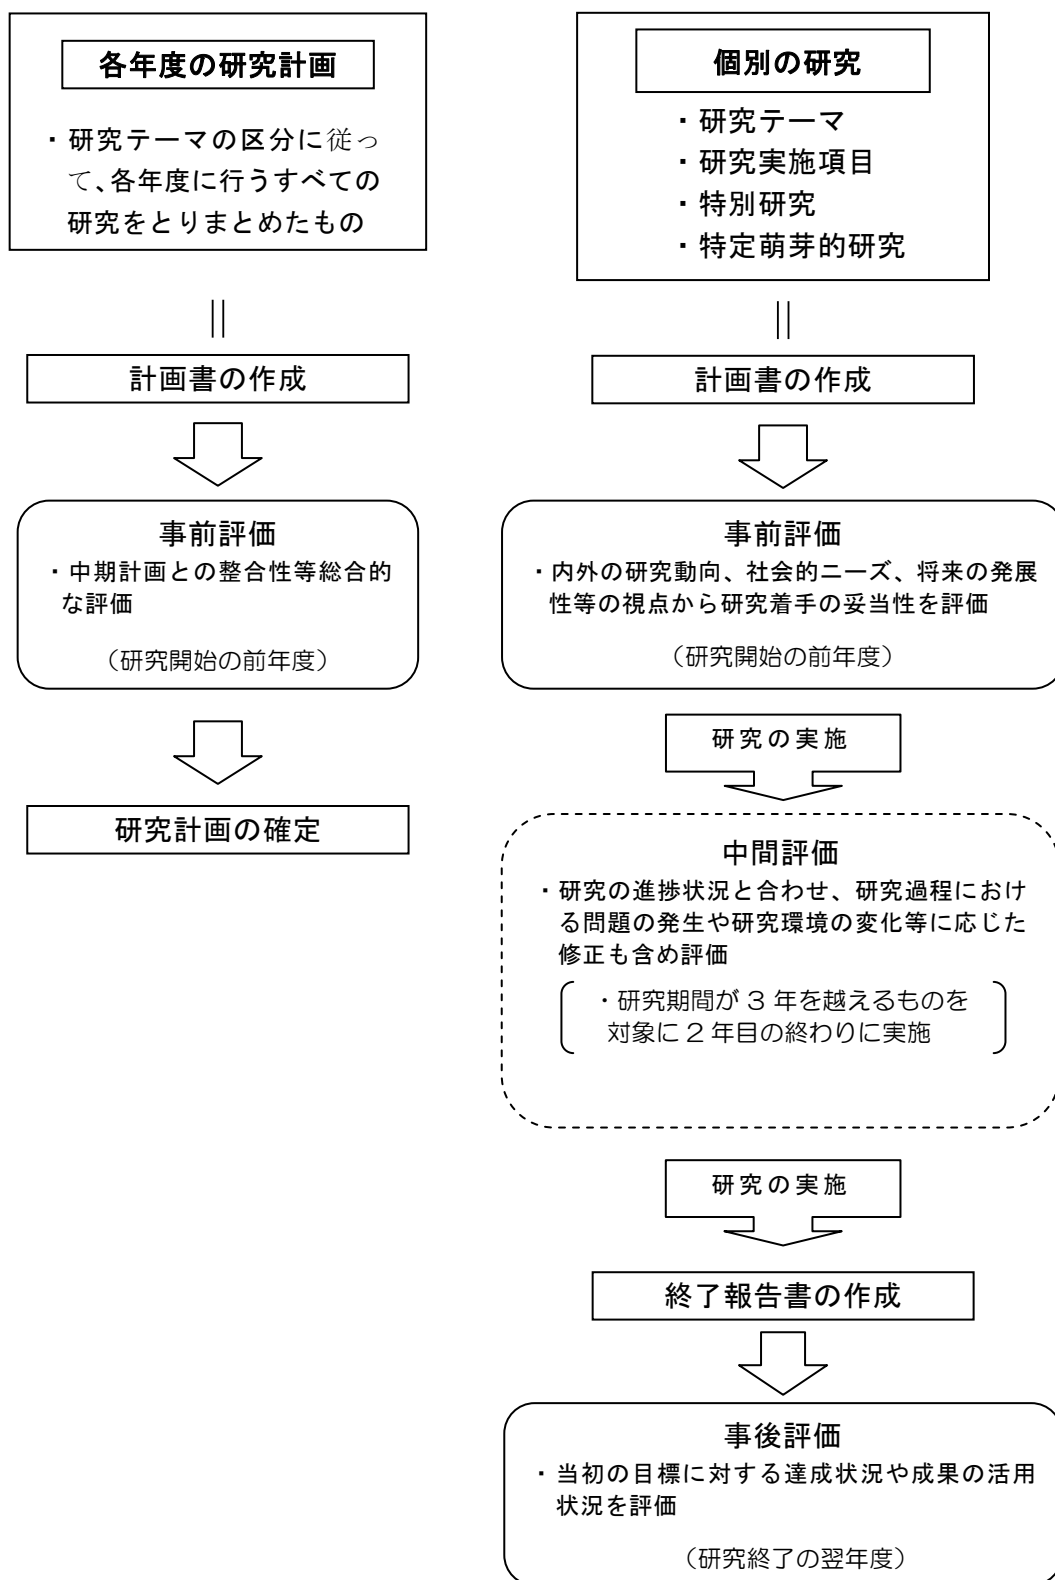 各年度の研究計画
・研究テーマの区分に従っ
て、各年度に行うすべての
研究をとりまとめたもの
計画書の作成
事前評価
・中期計画との整合性等総合的
な評価
（研究開始の前年度）
研究計画の確定
個別の研究
・研究テーマ
・研究実施項目
・特別研究
・特定萌芽的研究
計画書の作成
事前評価
・内外の研究動向、社会的ニーズ、将来の発展
性等の視点から研究着手の妥当性を評価
（研究開始の前年度）
研究の実施
中間評価
・研究の進捗状況と合わせ、研究過程におけ
る問題の発生や研究環境の変化等に応じた
修正も含め評価
・研究期間が３年を越えるものを
対象に２年目の終わりに実施
研究の実施
終了報告書の作成
事後評価
・当初の目標に対する達成状況や成果の活用
状況を評価
（研究終了の翌年度）